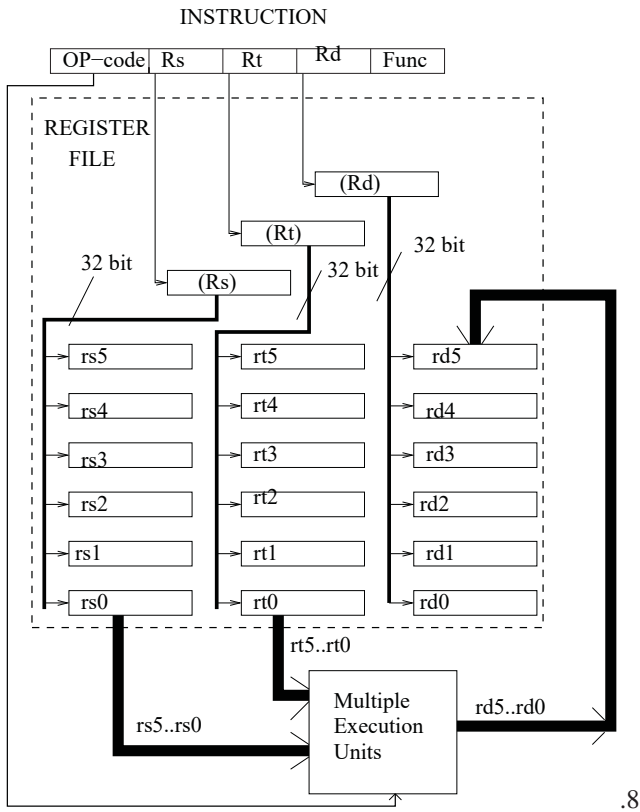 INSTRUCTION
OP−code Rs Rt Rd Func
REGISTER
FILE
(Rd)
(Rt)
32 bit
32 bit
32 bit
(Rs)
rs5 rt5 rd5
rs4 rt4 rd4
rs3 rt3 rd3
rs2 rt2 rd2
rs1 rt1 rd1
rs0 rt0 rd0
rt5..rt0
rs5..rs0
Multiple
Execution
Units
rd5..rd0
.8